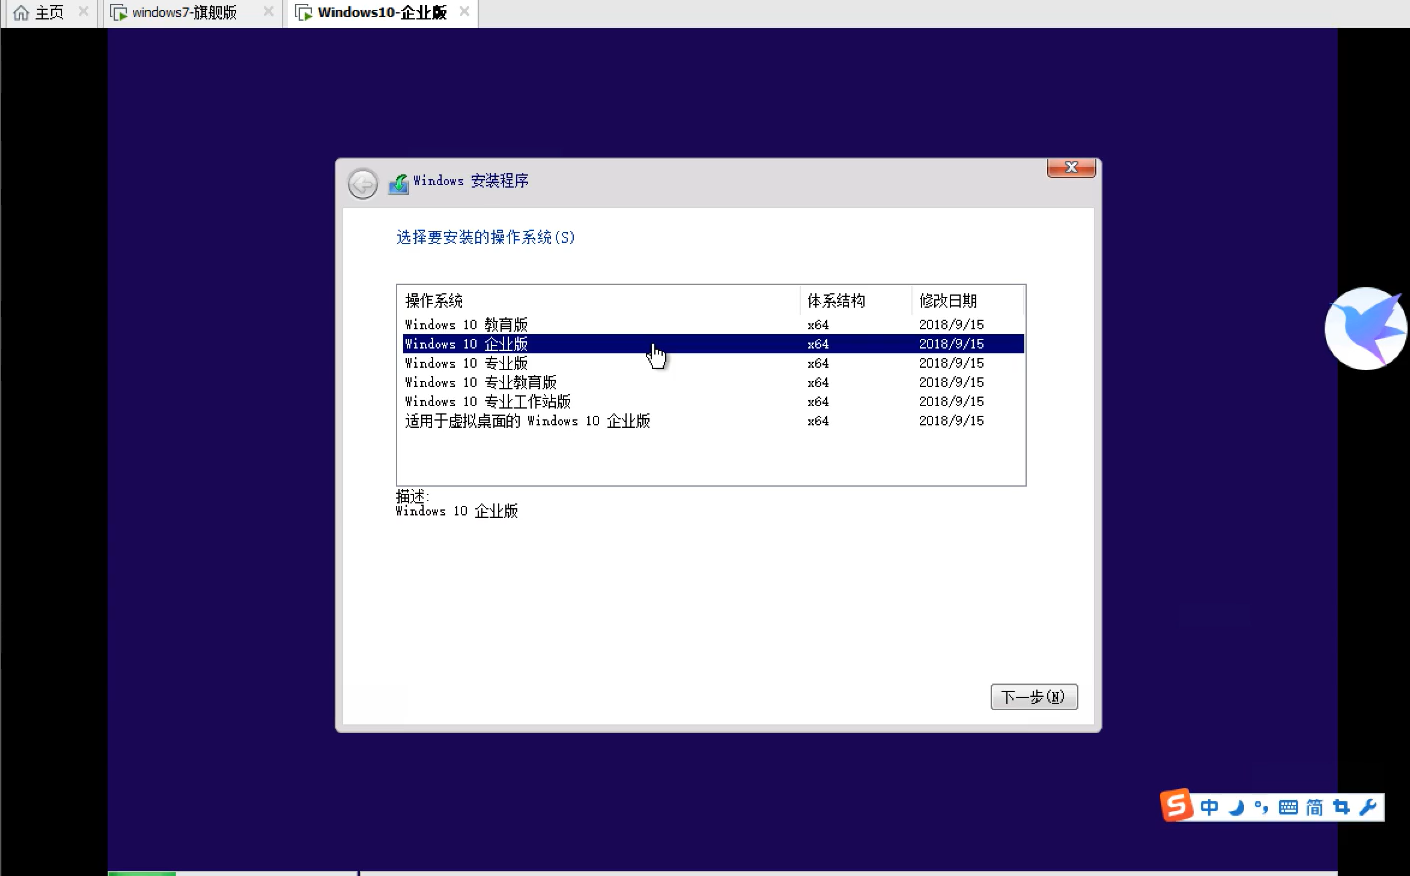 主页 windows7-旗舰版 Windows10-企业版
Windows 安装程序
选择要安装的操作系统(S)
操作系统 体系结构 修改日期
Windows 10 教育版 x64 2018/9/15
Windows 10 企业版 x64 2018/9/15
Windows 10 专业版 x64 2018/9/15
Windows 10 专业教育版 x64 2018/9/15
Windows 10 专业工作站版 x64 2018/9/15
适用于虚拟桌面的 Windows 10 企业版 x64 2018/9/15
描述:
Windows 10 企业版
下一步(N)
S 中 简